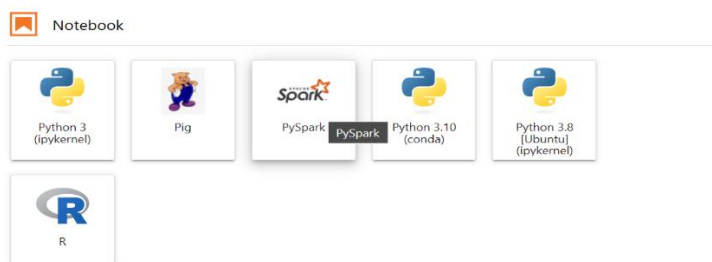 Notebook
Python 3
(ipykernel)
Pig
APACHE
Spark
PySpark
PySpark
Python 3.10
(conda)
Python 3.8
[Ubuntu]
(ipykernel)
R
R